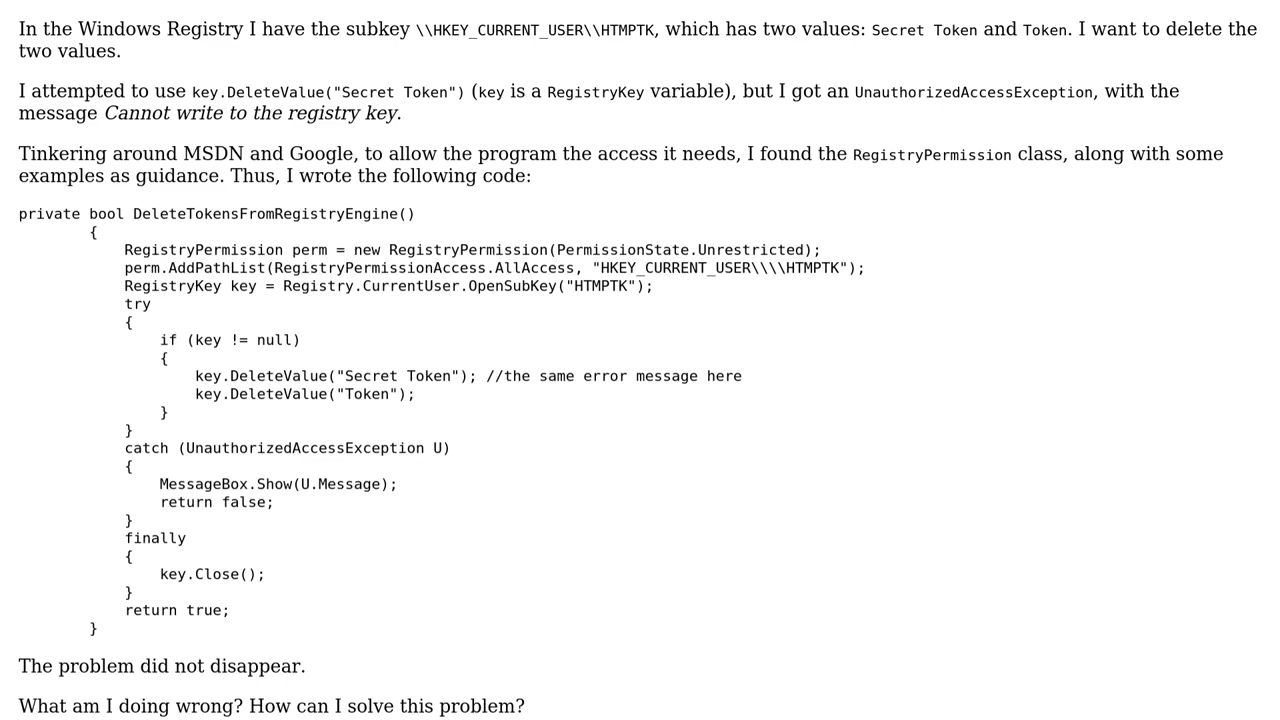 In the Windows Registry I have the subkey \\HKEY_CURRENT_USER\\HTMPTK, which has two values: Secret Token and Token. I want to delete the
two values.
I attempted to use key.DeleteValue("Secret Token") (key is a RegistryKey variable), but I got an UnauthorizedAccessException, with the
message Cannot write to the registry key.
Tinkering around MSDN and Google, to allow the program the access it needs, I found the RegistryPermission class, along with some
examples as guidance. Thus, I wrote the following code:
private bool DeleteTokensFromRegistryEngine()
        {
            RegistryPermission perm = new RegistryPermission(PermissionState.Unrestricted);
            perm.AddPathList(RegistryPermissionAccess.AllAccess, "HKEY_CURRENT_USER\\\\HTMPTK");
            RegistryKey key = Registry.CurrentUser.OpenSubKey("HTMPTK");
            try
            {
                if (key != null)
                {
                    key.DeleteValue("Secret Token"); //the same error message here
                    key.DeleteValue("Token");
                }
            }
            catch (UnauthorizedAccessException U)
            {
                MessageBox.Show(U.Message);
                return false;
            }
            finally
            {
                key.Close();
            }
            return true;
        }
The problem did not disappear.
What am I doing wrong? How can I solve this problem?